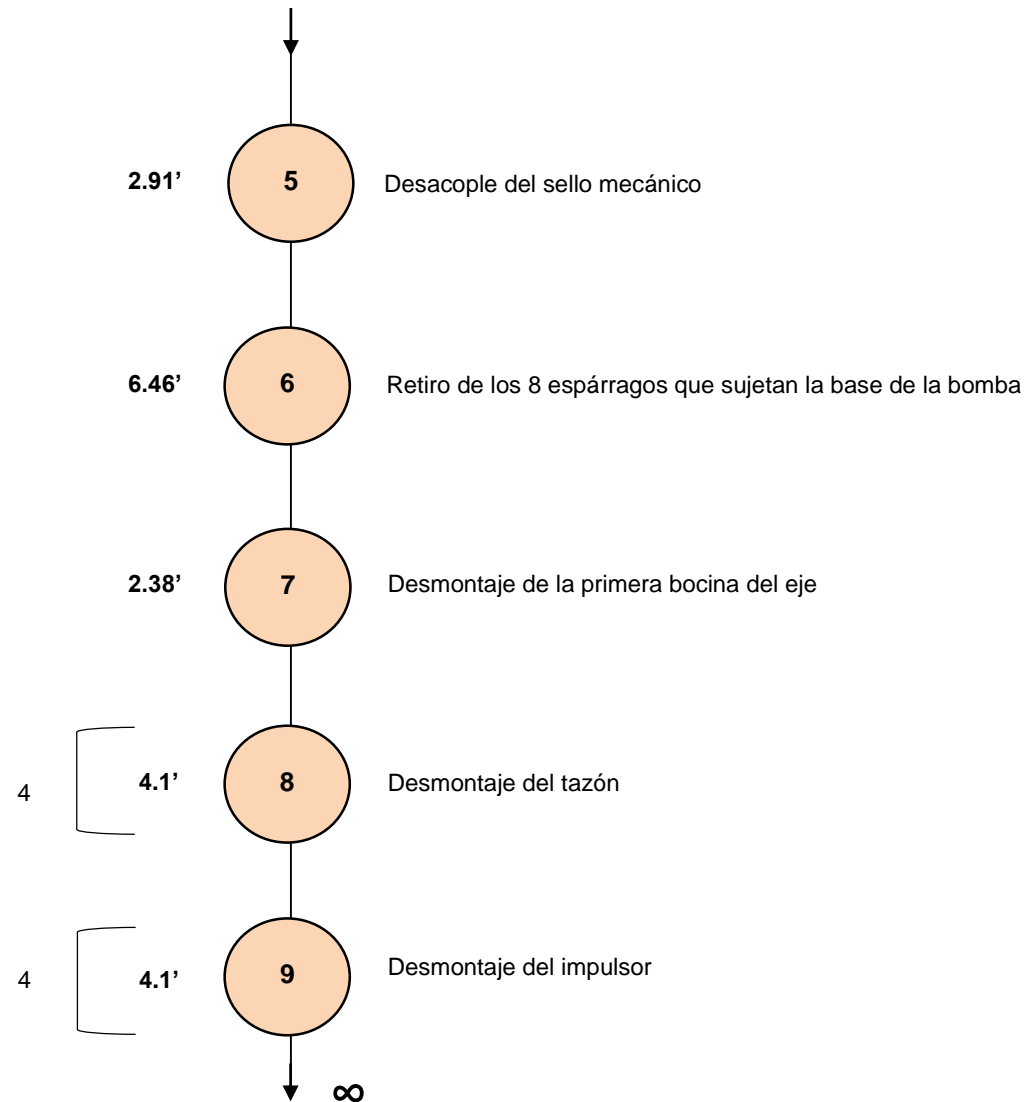 2.91’ 5 Desacople del sello mecánico
6.46’ 6 Retiro de los 8 espárragos que sujetan la base de la bomba
2.38’ 7 Desmontaje de la primera bocina del eje
4 4.1’ 8 Desmontaje del tazón
4 4.1’ 9 Desmontaje del impulsor
∞